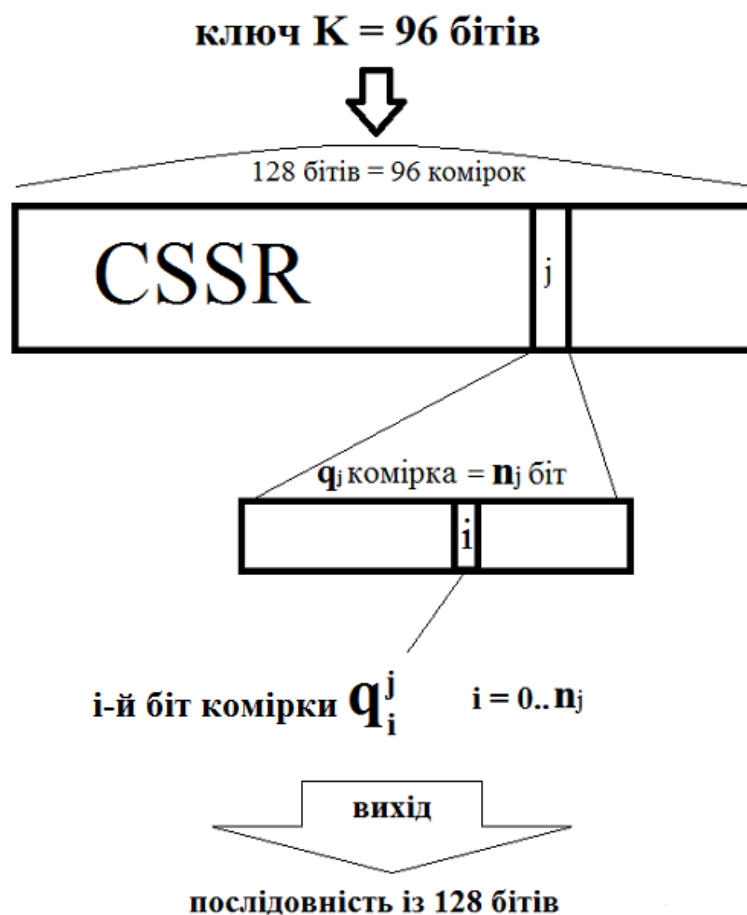 ключ K = 96 бітів
128 бітів = 96 комірок
CSSR
j
qj комірка = nj біт
i
i-й біт комірки q j i i = 0.. nj
вихід
послідовність із 128 бітів